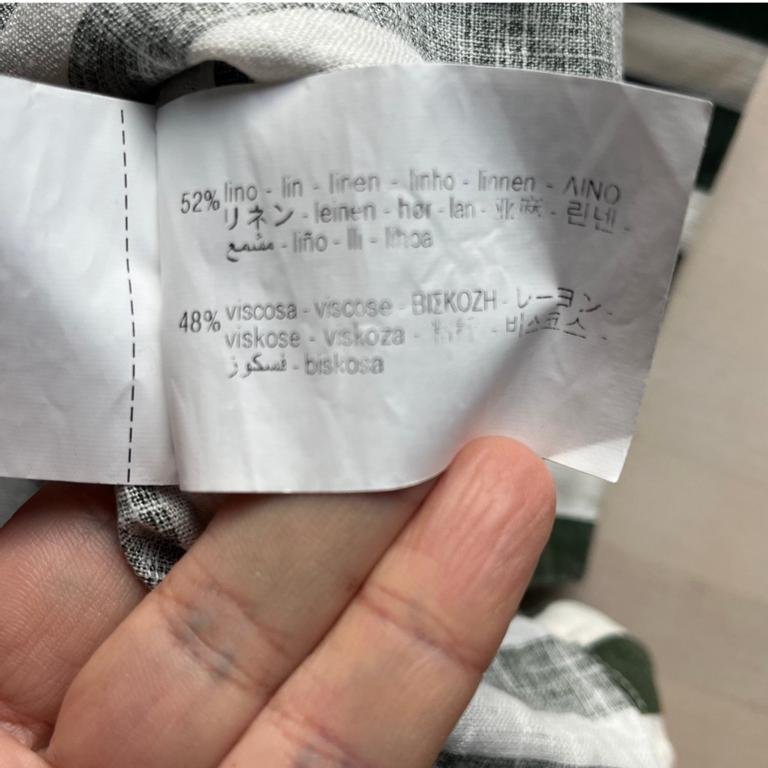 52% lino - lin - linen - linho - linnen - ΛΙΝΟ
リネン - leinen - hør - lan - 亚麻 - 린넨 -
مشمع - liño - lli - lihoa
48% viscosa - viscose - ΒΙΣΚΟΖΗ - レーヨン -
viskose - viskoza - - 비스코스 -
فسكوز - biskosa